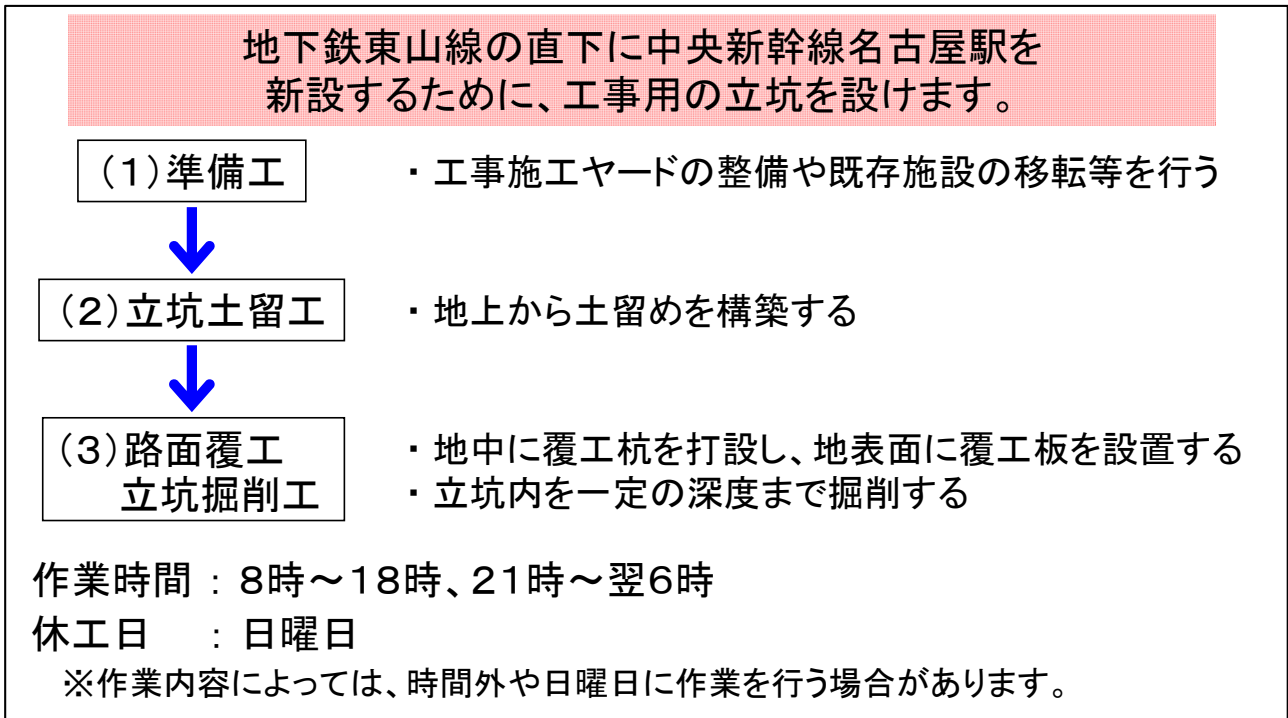 地下鉄東山線の直下に中央新幹線名古屋駅を
新設するために、工事用の立坑を設けます。
(1)準備工
・工事施工ヤードの整備や既存施設の移転等を行う
(2)立坑土留工
・地上から土留めを構築する
(3)路面覆工
立坑掘削工
・地中に覆工杭を打設し、地表面に覆工板を設置する
・立坑内を一定の深度まで掘削する
作業時間 : 8時~18時、21時~翌6時
休工日 : 日曜日
※作業内容によっては、時間外や日曜日に作業を行う場合があります。